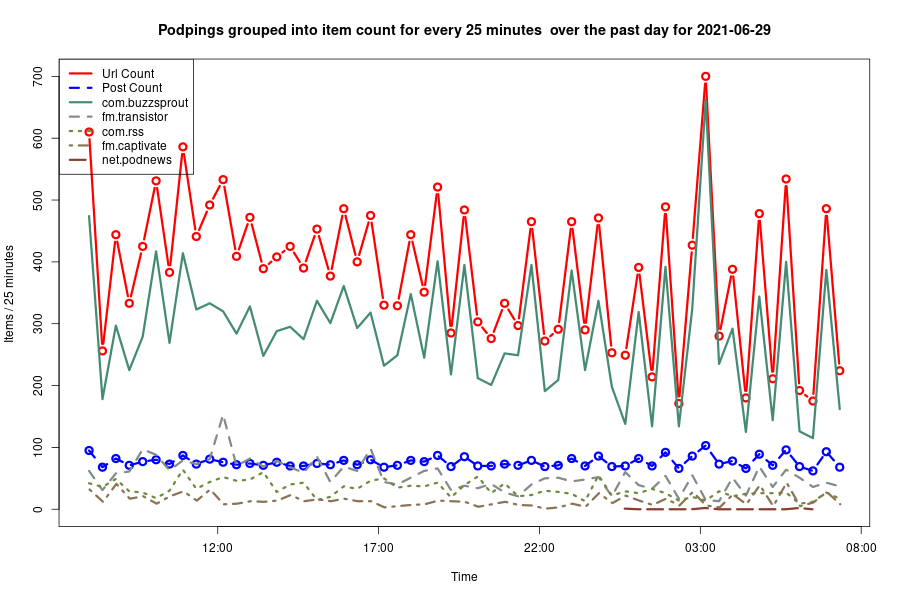 Podpings grouped into item count for every 25 minutes  over the past day for 2021-06-29
Items / 25 minutes
700
600
500
400
300
200
100
0
Url Count
Post Count
com.buzzsprout
fm.transistor
com.rss
fm.captivate
net.podnews
12:00
17:00
22:00
03:00
08:00
Time